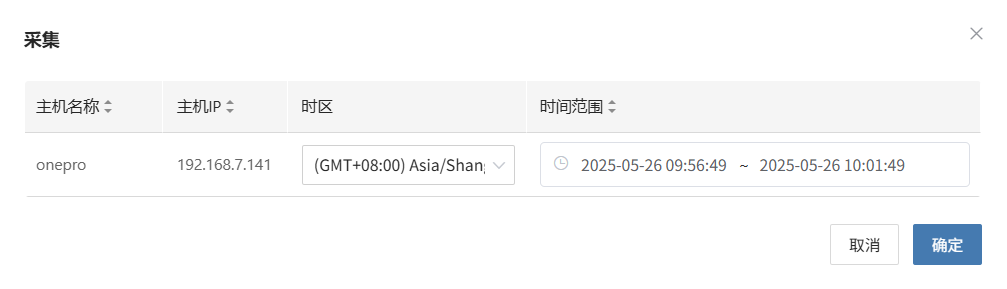 采集
主机名称 主机IP 时区 时间范围
onepro 192.168.7.141 (GMT+08:00) Asia/Shang 2025-05-26 09:56:49 ~ 2025-05-26 10:01:49
取消 确定